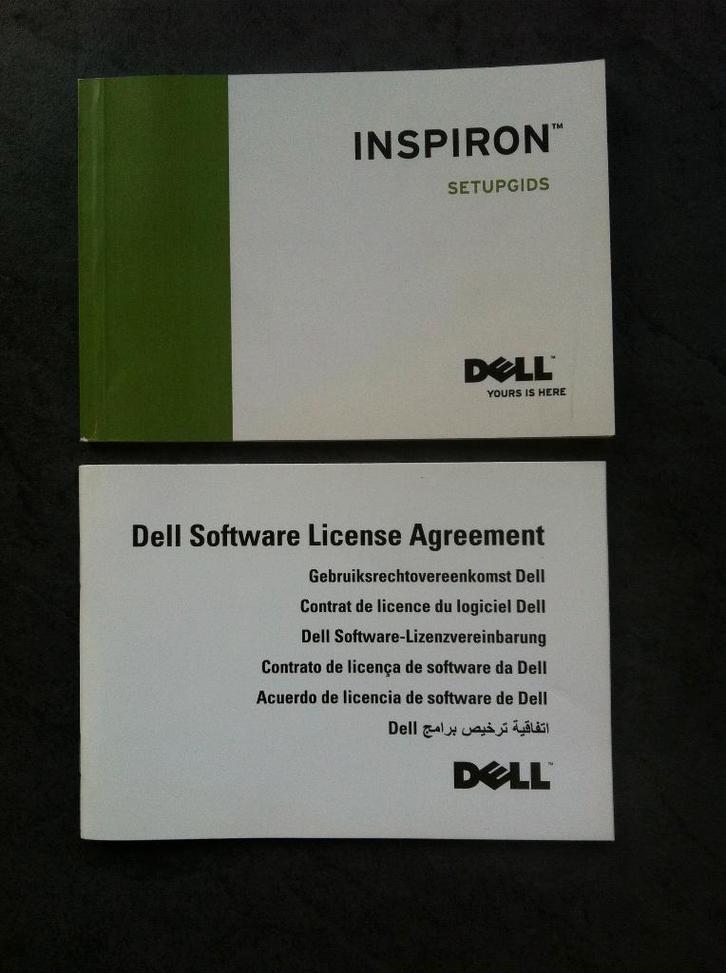 INSPIRON™
SETUPGIDS
DELL™
YOURS IS HERE
Dell Software License Agreement
Gebruiksrechtovereenkomst Dell
Contrat de licence du logiciel Dell
Dell Software-Lizenzvereinbarung
Contrato de licença de software da Dell
Acuerdo de licencia de software de Dell
اتفاقية ترخيص برامج Dell
DELL™